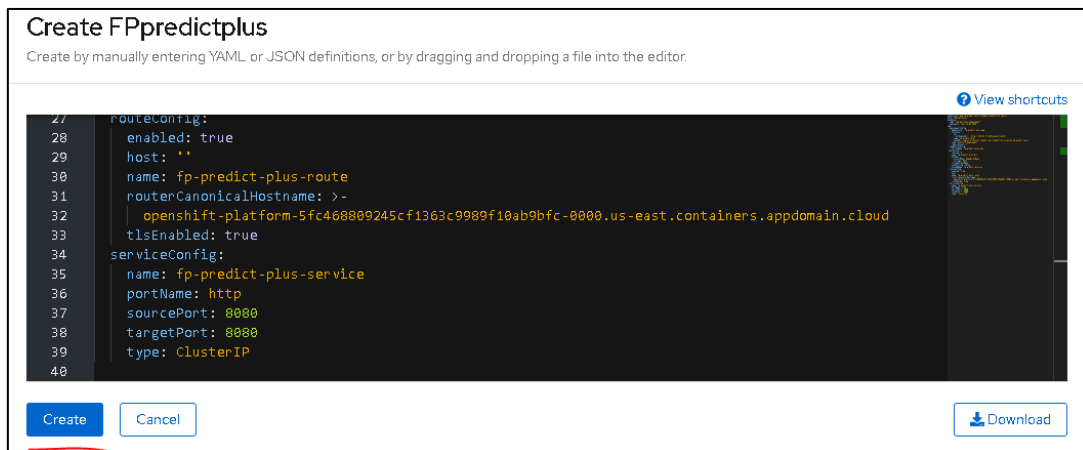 Create FPpredictplus
Create by manually entering YAML or JSON definitions, or by dragging and dropping a file into the editor.
View shortcuts
27 routeConfig:
28 enabled: true
29 host: ''
30 name: fp-predict-plus-route
31 routerCanonicalHostname: >-
32 openshift-platform-5fc468809245cf1363c9989f10ab9bfc-0000.us-east.containers.appdomain.cloud
33 tlsEnabled: true
34 serviceConfig:
35 name: fp-predict-plus-service
36 portName: http
37 sourcePort: 8080
38 targetPort: 8080
39 type: ClusterIP
40
Create Cancel Download